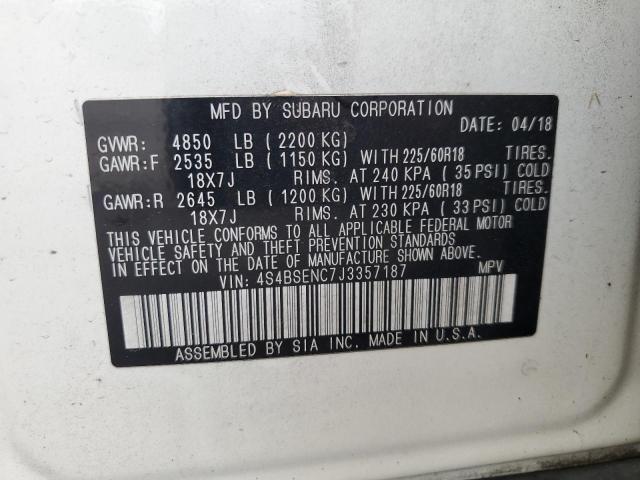 MFD BY SUBARU CORPORATION
DATE: 04/18
GVWR: 4850 LB (2200 KG)
GAWR:F 2535 LB (1150 KG) WITH 225/60R18 TIRES.
18X7J RIMS. AT 240 KPA (35 PSI) COLD
GAWR:R 2645 LB (1200 KG) WITH 225/60R18 TIRES.
18X7J RIMS. AT 230 KPA (33 PSI) COLD
THIS VEHICLE CONFORMS TO ALL APPLICABLE FEDERAL MOTOR
VEHICLE SAFETY AND THEFT PREVENTION STANDARDS
IN EFFECT ON THE DATE OF MANUFACTURE SHOWN ABOVE.
VIN: 4S4BSENC7J3357187 MPV
ASSEMBLED BY SIA INC. MADE IN U.S.A.